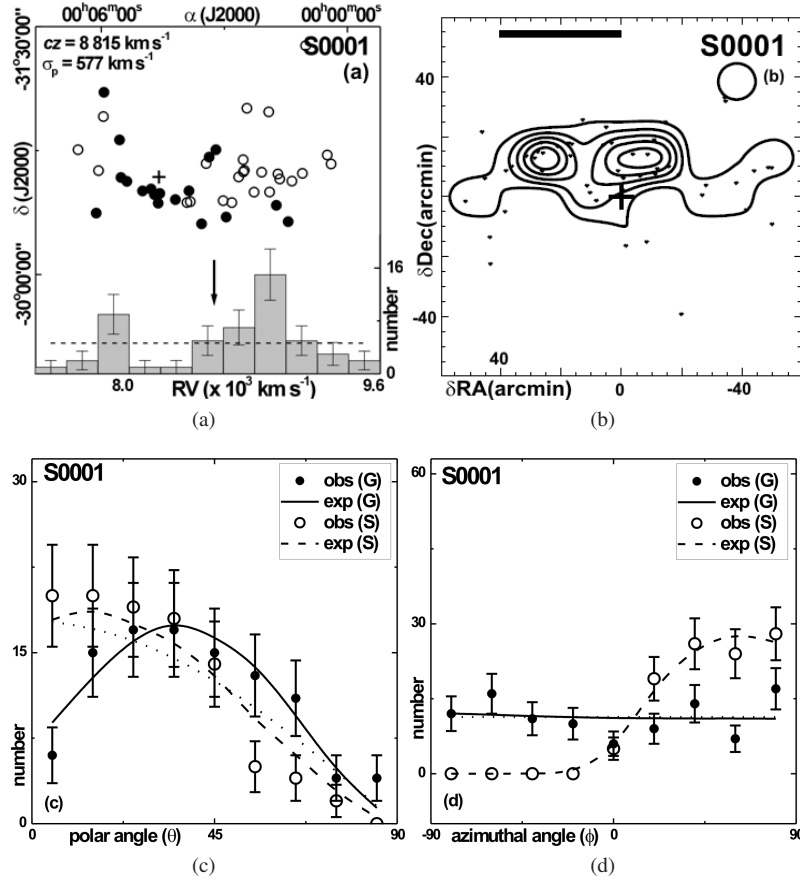 00ʰ06ᵐ00ˢ α (J2000) 00ʰ00ᵐ00ˢ
-31°30'00"
S0001
cz = 8 815 km s⁻¹
σₚ = 577 km s⁻¹
(a)
δ (J2000)
-30°00'00"
16
number
0
8.0 RV (x 10³ km s⁻¹) 9.6
(a)
S0001
(b)
40
0
-40
δDec(arcmin)
40
δRA(arcmin) 0 -40
(b)
S0001
30
15
0
number
obs (G)
exp (G)
obs (S)
exp (S)
(c)
0 polar angle (θ) 45 90
(c)
S0001
60
30
0
number
obs (G)
exp (G)
obs (S)
exp (S)
(d)
-90 azimuthal angle (ϕ) 0 90
(d)